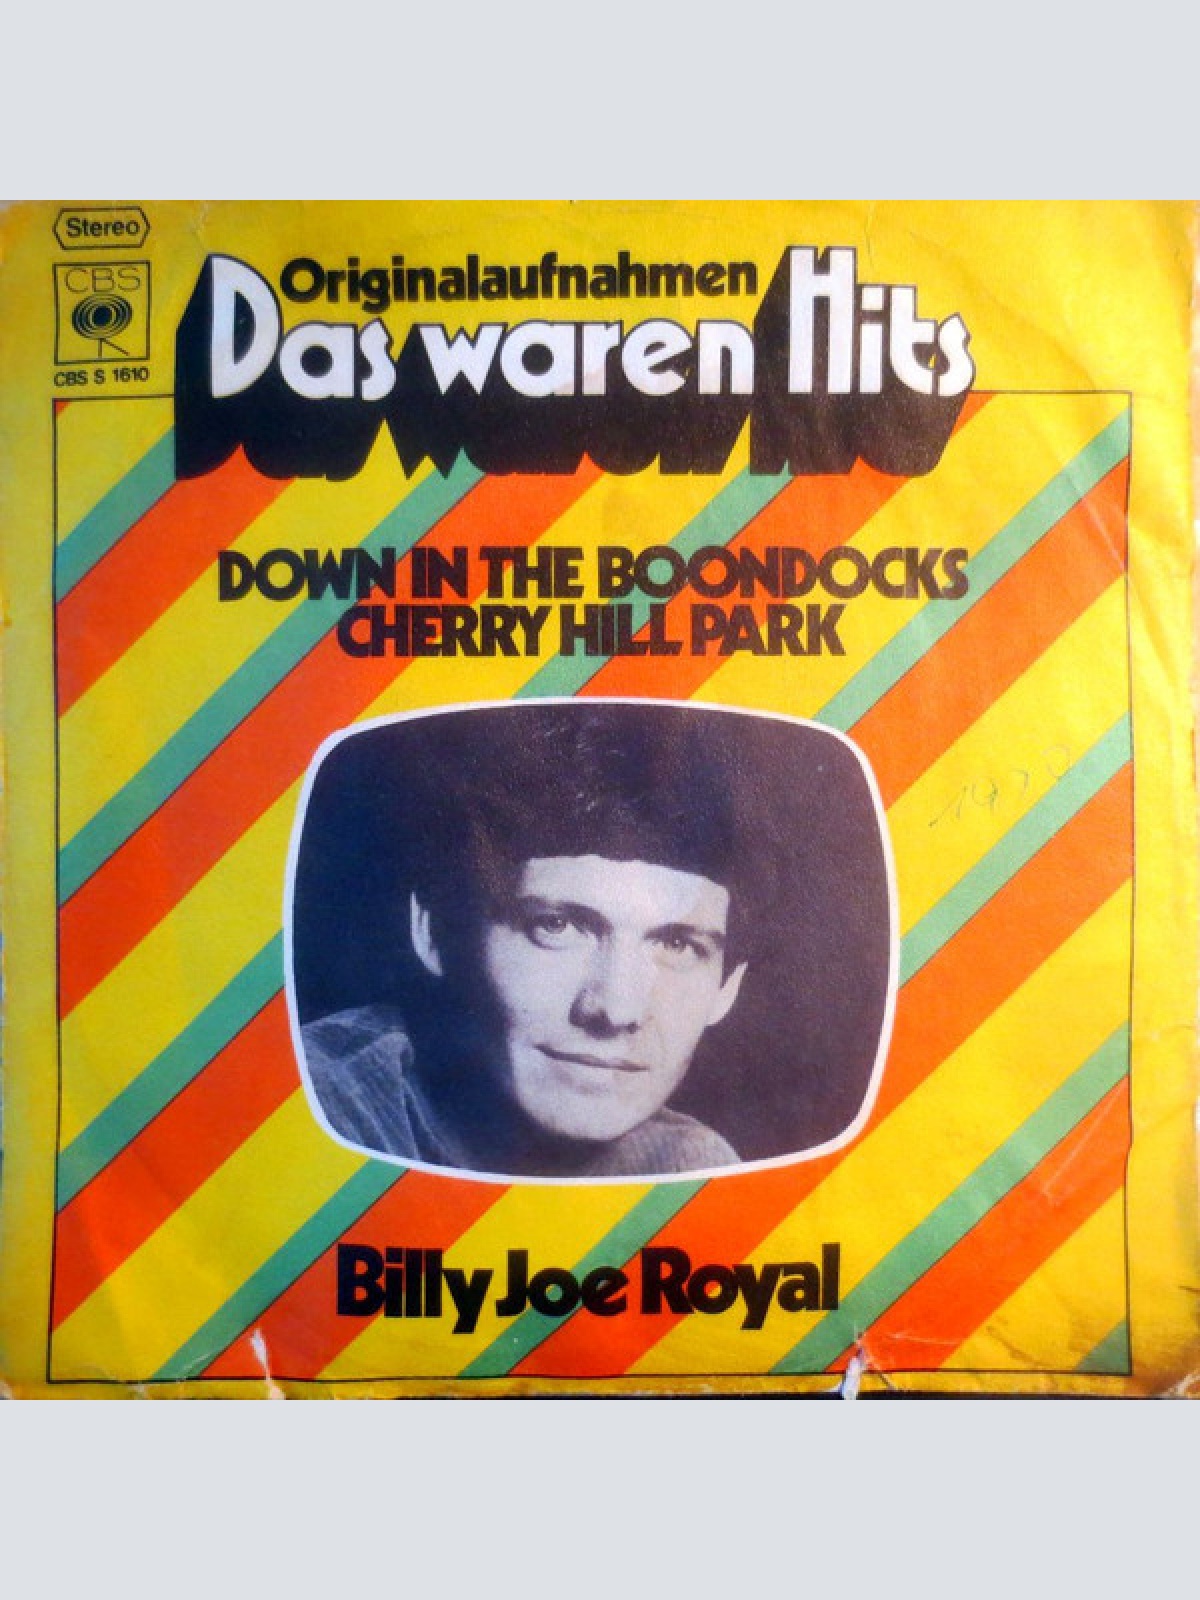 Stereo
CBS
CBS S 1610
Originalaufnahmen
Das waren Hits
DOWN IN THE BOONDOCKS
CHERRY HILL PARK
Billy Joe Royal